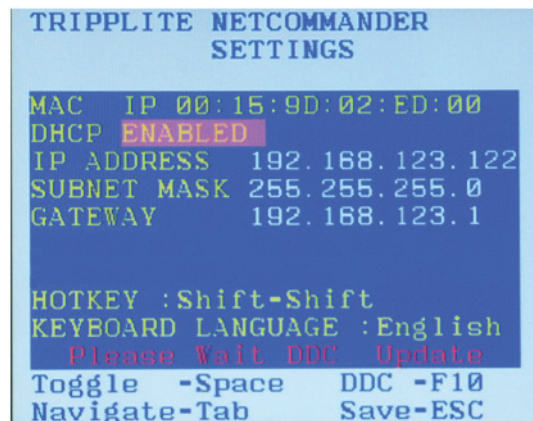 TRIPPLITE NETCOMMANDER
SETTINGS
MAC IP 00:15:9D:02:ED:00
DHCP ENABLED
IP ADDRESS 192.168.123.122
SUBNET MASK 255.255.255.0
GATEWAY 192.168.123.1
HOTKEY :Shift-Shift
KEYBOARD LANGUAGE :English
Please Wait DDC Update
Toggle -Space DDC -F10
Navigate-Tab Save-ESC